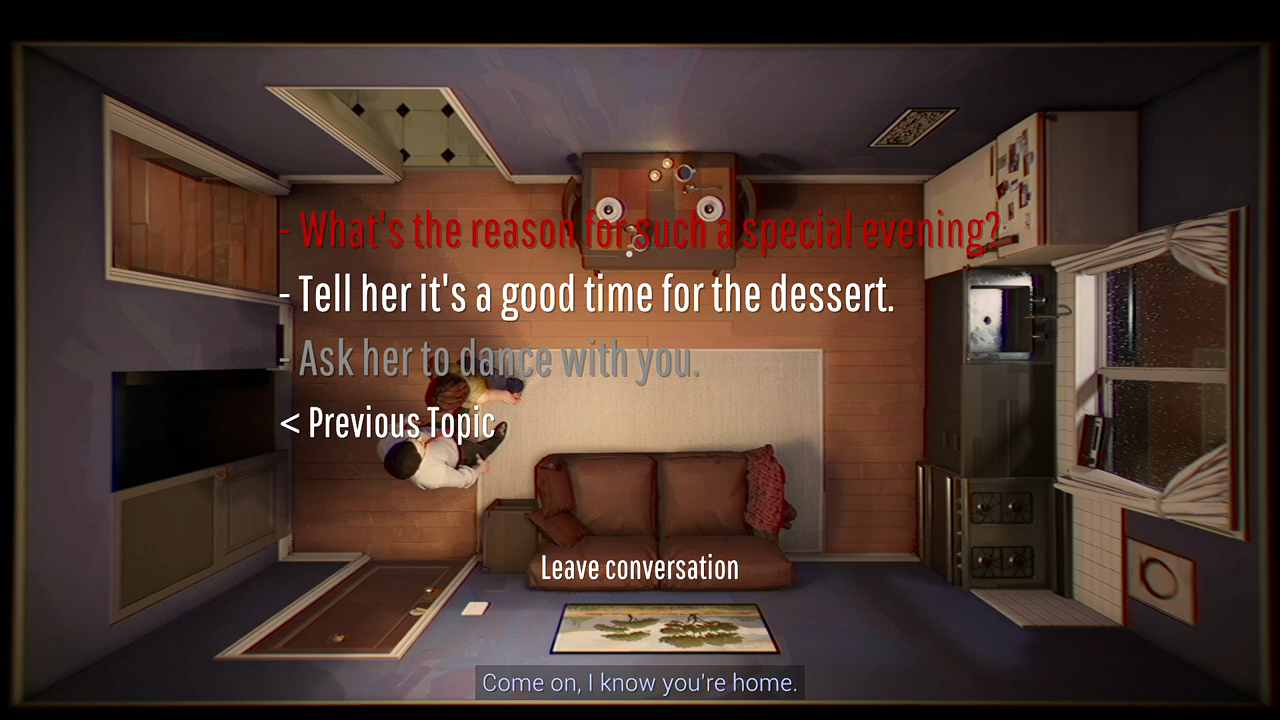 - What's the reason for such a special evening?
- Tell her it's a good time for the dessert.
- Ask her to dance with you.
< Previous Topic
Leave conversation
Come on, I know you're home.